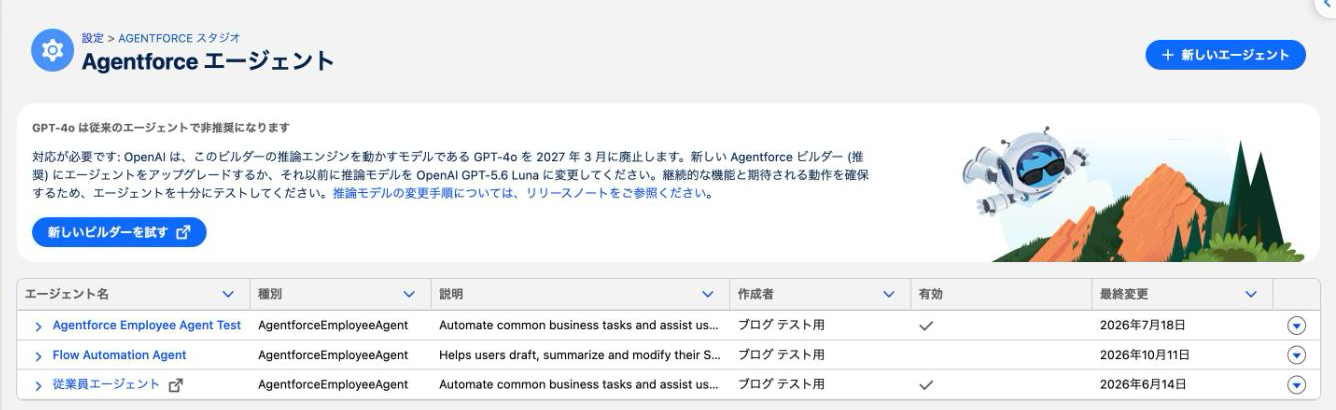 設定 > AGENTFORCE スタジオ
Agentforce エージェント
新しいエージェント
GPT-4o は従来のエージェントで非推奨になります
対応が必要です: OpenAI は、このビルダーの推論エンジンを動かすモデルである GPT-4o を 2027 年 3 月に廃止します。新しい Agentforce ビルダー (推
奨) にエージェントをアップグレードするか、それ以前に推論モデルを OpenAI GPT-5.6 Luna に変更してください。継続的な機能と期待される動作を確保
するため、エージェントを十分にテストしてください。推論モデルの変更手順については、リリースノートをご参照ください。
新しいビルダーを試す
エージェント名 種別 説明 作成者 有効 最終変更
Agentforce Employee Agent Test AgentforceEmployeeAgent Automate common business tasks and assist us... ブログ テスト用 2026年7月18日
Flow Automation Agent AgentforceEmployeeAgent Helps users draft, summarize and modify their S... ブログ テスト用 2026年10月11日
従業員エージェント AgentforceEmployeeAgent Automate common business tasks and assist us... ブログ テスト用 2026年6月14日